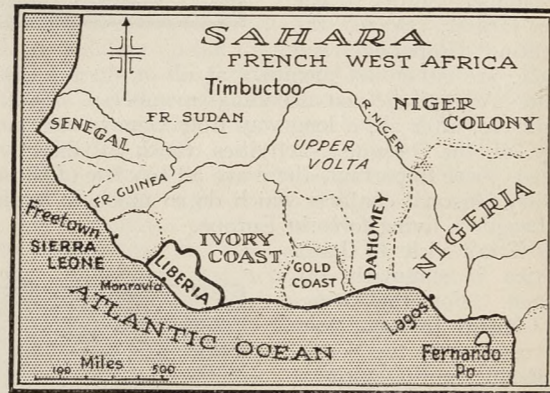 SAHARA
FRENCH WEST AFRICA
Timbuctoo
NIGER
COLONY
SENEGAL
FR. SUDAN
R. NIGER
UPPER
VOLTA
FR. GUINEA
Freetown
SIERRA
LEONE
IVORY
COAST
LIBERIA
Monrovia
GOLD
COAST
DAHOMEY
NIGERIA
Lagos
ATLANTIC OCEAN
Fernando
Po.
100 Miles 500